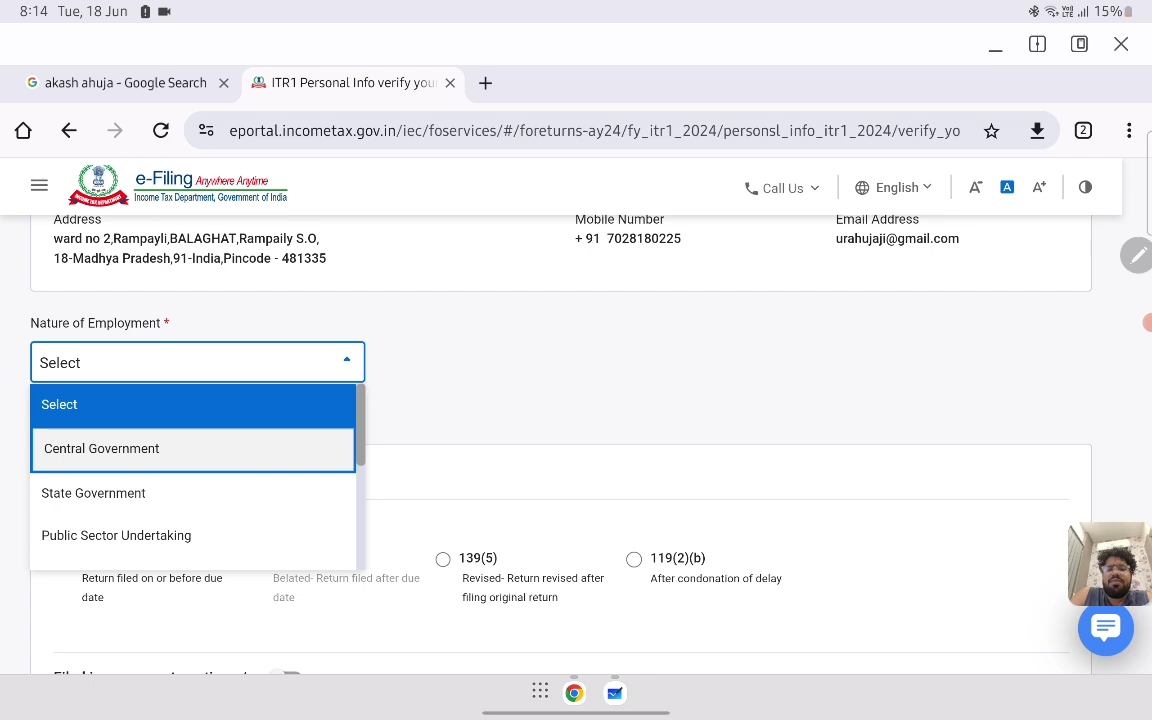 8:14 Tue, 18 Jun
Vo)) LTE 15%
akash ahuja - Google Search
ITR1 Personal Info verify you
eportal.incometax.gov.in/iec/foservices/#/foreturns-ay24/fy_itr1_2024/personsl_info_itr1_2024/verify_yo
2
e-Filing Anywhere Anytime
Income Tax Department, Government of India
Call Us
English
A- A A+
Address
ward no 2,Rampayli,BALAGHAT,Rampaily S.O,
18-Madhya Pradesh,91-India,Pincode - 481335
Mobile Number
+ 91 7028180225
Email Address
urahujaji@gmail.com
Nature of Employment *
Select
Select
Central Government
State Government
Public Sector Undertaking
Return filed on or before due
date
Belated- Return filed after due
date
139(5)
Revised- Return revised after
filing original return
119(2)(b)
After condonation of delay